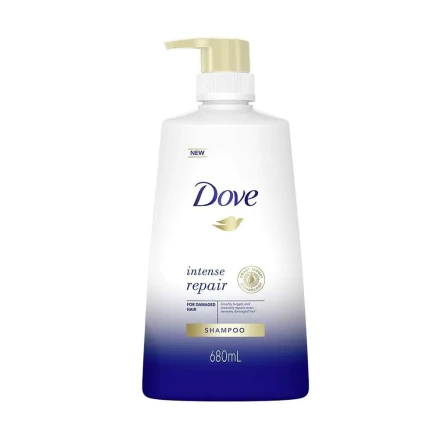 NEW
Dove
intense
repair
FOR DAMAGED
HAIR
SHAMPOO
680mL